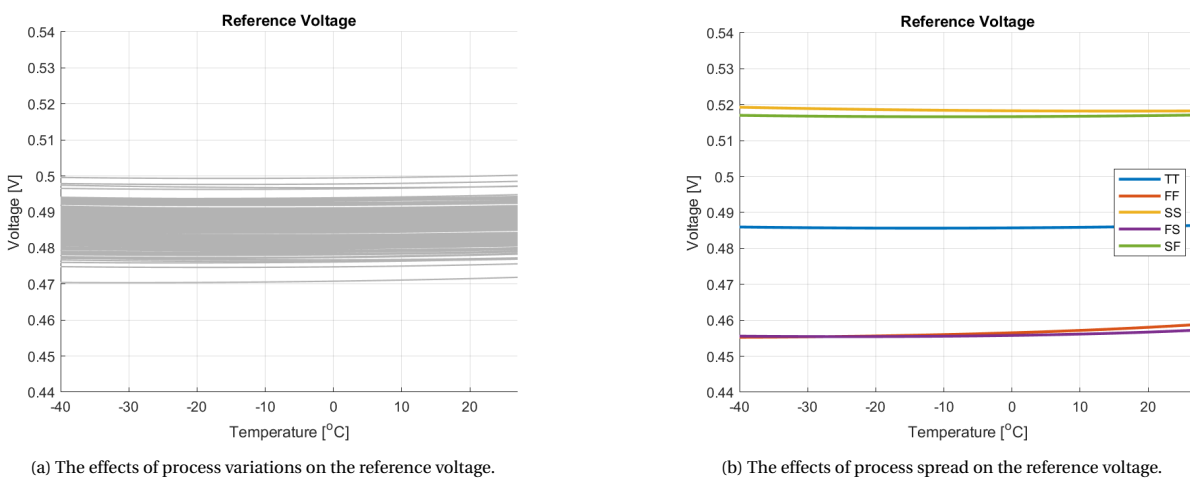 Reference Voltage
0.54
0.53
0.52
0.51
0.5
0.49
0.48
0.47
0.46
0.45
0.44
Voltage [V]
-40 -30 -20 -10 0 10 20
Temperature [°C]
(a) The effects of process variations on the reference voltage.
Reference Voltage
0.54
0.53
0.52
0.51
0.5
0.49
0.48
0.47
0.46
0.45
0.44
Voltage [V]
TT
FF
SS
FS
SF
-40 -30 -20 -10 0 10 20
Temperature [°C]
(b) The effects of process spread on the reference voltage.